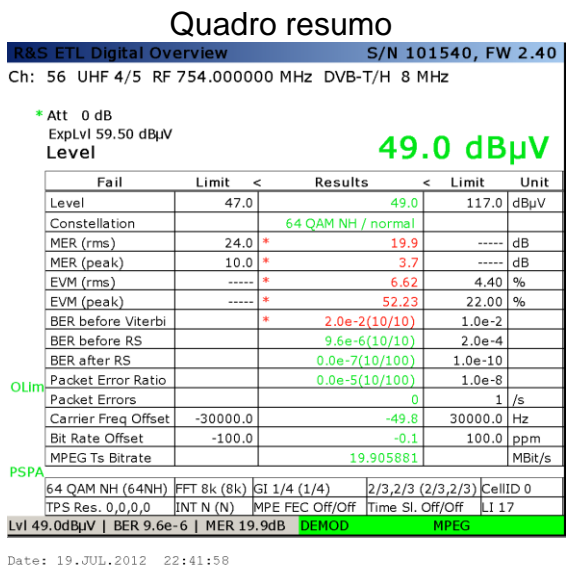 Quadro resumo
R&S ETL Digital Overview S/N 101540, FW 2.40
Ch: 56 UHF 4/5 RF 754.000000 MHz DVB-T/H 8 MHz
* Att 0 dB
ExpLvl 59.50 dBµV
Level 49.0 dBµV
Fail Limit < Results < Limit Unit
Level 47.0 49.0 117.0 dBµV
Constellation 64 QAM NH / normal
MER (rms) 24.0 * 19.9 ----- dB
MER (peak) 10.0 * 3.7 ----- dB
EVM (rms) ----- * 6.62 4.40 %
EVM (peak) ----- * 52.23 22.00 %
BER before Viterbi * 2.0e-2(10/10) 1.0e-2
BER before RS 9.6e-6(10/10) 2.0e-4
BER after RS 0.0e-7(10/100) 1.0e-10
OLim
Packet Error Ratio 0.0e-5(10/100) 1.0e-8
Packet Errors 0 1 /s
Carrier Freq Offset -30000.0 -49.8 30000.0 Hz
Bit Rate Offset -100.0 -0.1 100.0 ppm
MPEG Ts Bitrate 19.905881 MBit/s
PSPA
64 QAM NH (64NH) FFT 8k (8k) GI 1/4 (1/4) 2/3,2/3 (2/3,2/3) CellID 0
TPS Res. 0,0,0,0 INT N (N) MPE FEC Off/Off Time Sl. Off/Off LI 17
Lvl 49.0dBµV | BER 9.6e-6 | MER 19.9dB DEMOD MPEG
Date: 19.JUL.2012 22:41:58